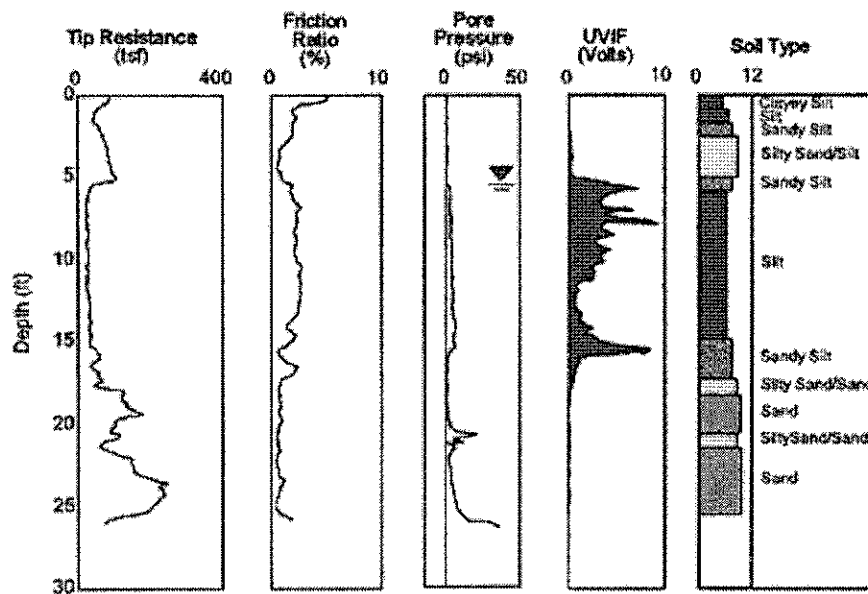 Tip Resistance
(tsf)
0 400
Friction
Ratio
(%)
0 10
Pore
Pressure
(psi)
50
UVIF
(Volts)
0 10
Soil Type
0 12
Depth (ft)
0
5
10
15
20
25
30
Clayey Silt
Silt
Sandy Silt
Silty Sand/Silt
Sandy Silt
Silt
Sandy Silt
Silty Sand/Sand
Sand
SiltySand/Sand
Sand